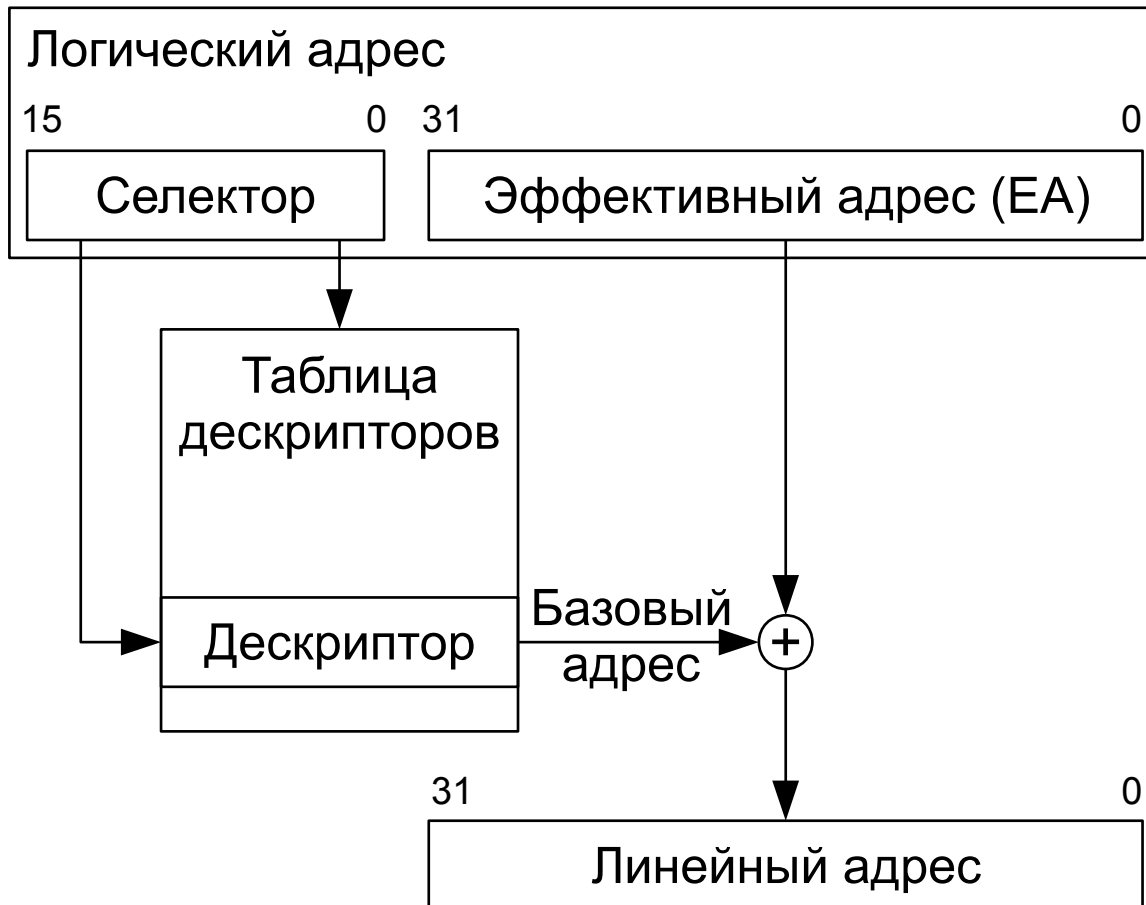 Логический адрес
15 0 31 0
Селектор Эффективный адрес (EA)
Таблица
дескрипторов
Базовый
Дескриптор
адрес
31 0
Линейный адрес